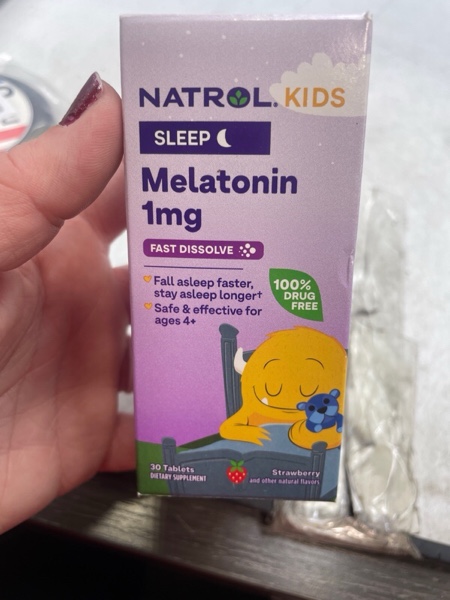 NATROL. KIDS
SLEEP
Melatonin
1mg
FAST DISSOLVE
Fall asleep faster,
stay asleep longer†
Safe & effective for
ages 4+
100%
DRUG
FREE
30 Tablets
DIETARY SUPPLEMENT
Strawberry
and other natural flavors